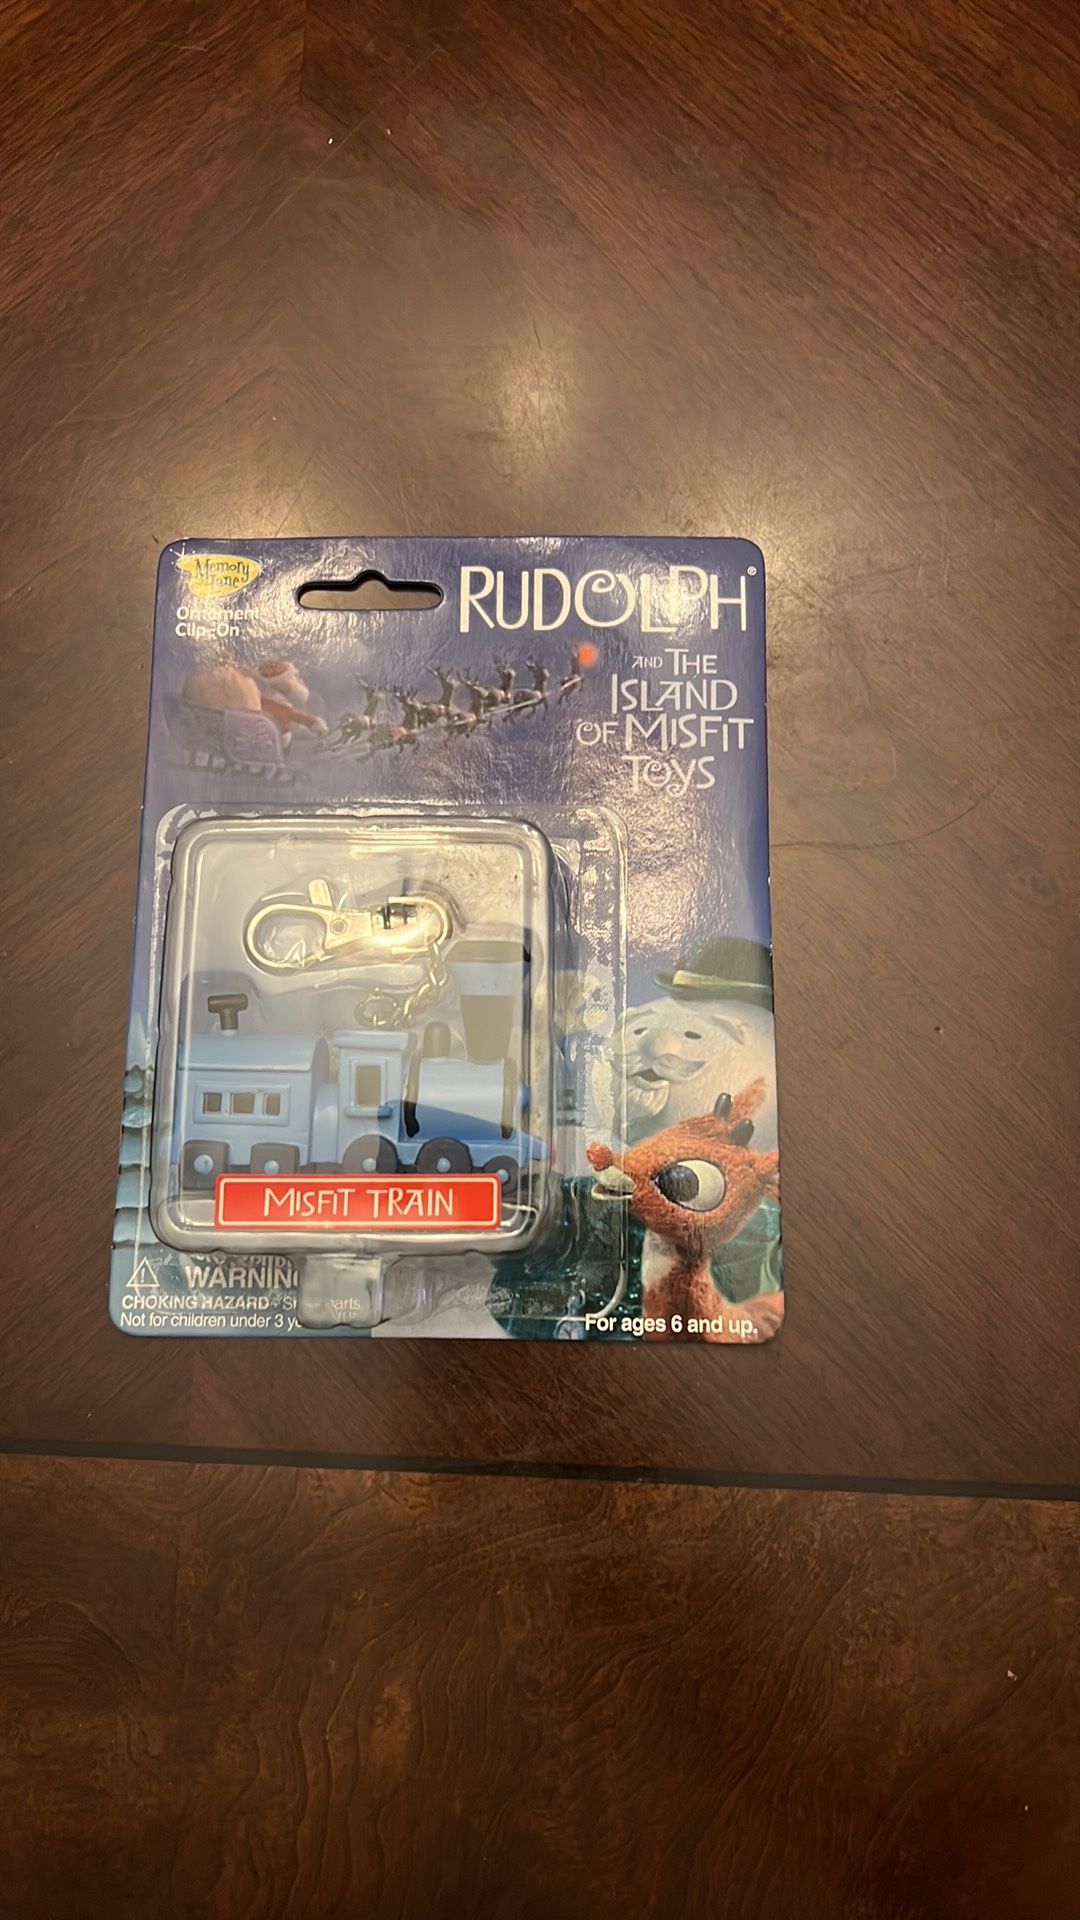 Memory
Lane
Ornament
Clip-On
RUDOLPH®
AND THE
ISLAND
OF MISFIT
TOYS
MISFIT TRAIN
WARNING
CHOKING HAZARD
Not for children under 3
For ages 6 and up.